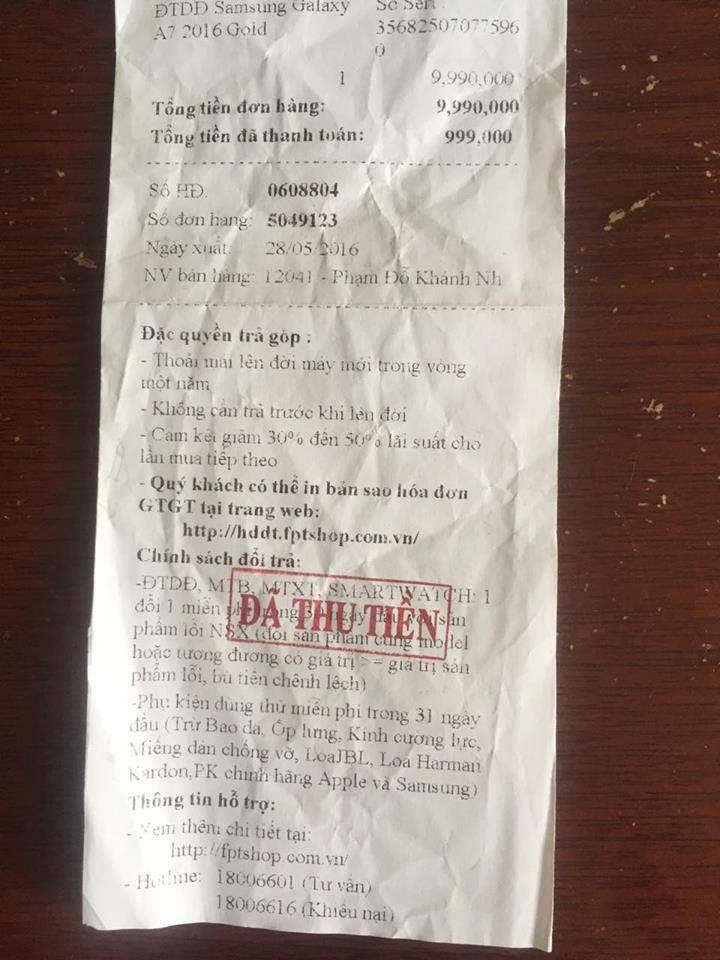 ĐTDĐ Samsung Galaxy Số Seri :
A7 2016 Gold 35682507077596
0
1 9,990,000
Tổng tiền đơn hàng: 9,990,000
Tổng tiền đã thanh toán: 999,000
Số HĐ: 0608804
Số đơn hàng: 5049123
Ngày xuất: 28/05/2016
NV bán hàng: 12041 - Phạm Đỗ Khánh Nh
Đặc quyền trả góp :
- Thoải mái lên đời máy mới trong vòng
một năm
- Không cần trả trước khi lên đời
- Cam kết giảm 30% đến 50% lãi suất cho
lần mua tiếp theo
- Quý khách có thể in bản sao hóa đơn
GTGT tại trang web:
http://hddt.fptshop.com.vn/
Chính sách đổi trả:
-ĐTDĐ, MTB, MTXT, SMARTWATCH: 1
đổi 1 miễn phí ngày đầu sản
ĐÃ THU TIỀN
phẩm lỗi NSX (đổi sản phẩm cùng model
hoặc tương đương có giá trị >= giá trị sản
phẩm lỗi, bù tiền chênh lệch)
-Phụ kiện dùng thử miễn phí trong 31 ngày
đầu (Trừ Bao da, Ốp lưng, Kính cường lực,
Miếng dán chống vỡ, LoaJBL, Loa Harman
Kardon,PK chính hãng Apple và Samsung)
Thông tin hỗ trợ:
- Xem thêm chi tiết tại:
http://fptshop.com.vn/
- Hotline: 18006601 (Tư vấn)
18006616 (Khiếu nại)